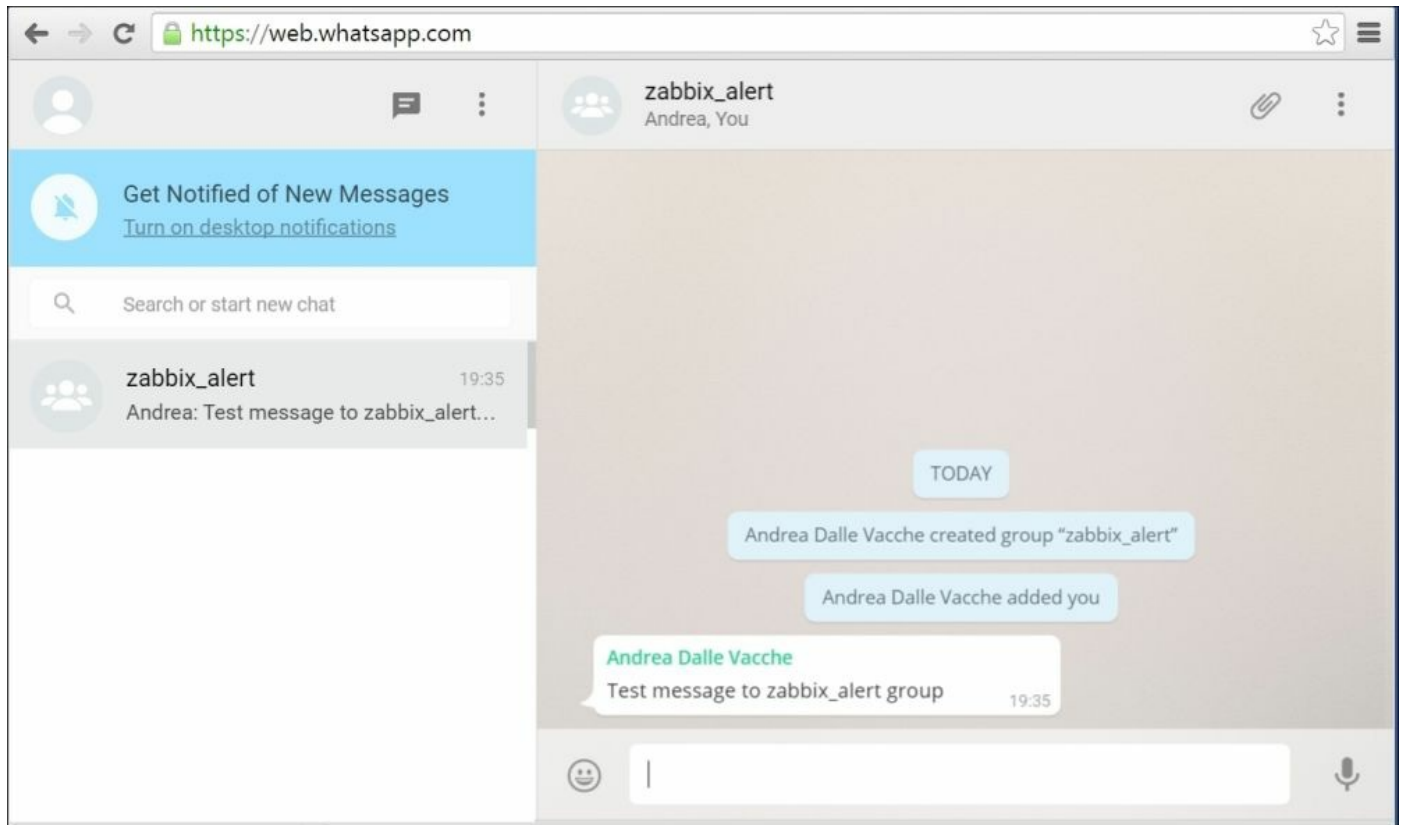 https://web.whatsapp.com
zabbix_alert
Andrea, You
Get Notified of New Messages
Turn on desktop notifications
Search or start new chat
zabbix_alert 19:35
Andrea: Test message to zabbix_alert...
TODAY
Andrea Dalle Vacche created group “zabbix_alert”
Andrea Dalle Vacche added you
Andrea Dalle Vacche
Test message to zabbix_alert group 19:35